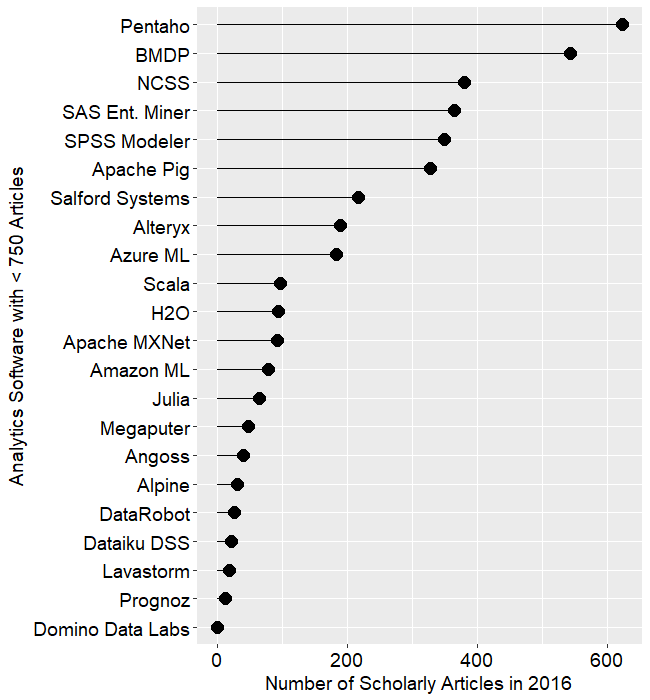 Pentaho
BMDP
NCSS
SAS Ent. Miner
SPSS Modeler
Apache Pig
Salford Systems
Alteryx
Azure ML
Scala
H2O
Apache MXNet
Amazon ML
Julia
Megaputer
Angoss
Alpine
DataRobot
Dataiku DSS
Lavastorm
Prognoz
Domino Data Labs
Analytics Software with < 750 Articles
0 200 400 600
Number of Scholarly Articles in 2016